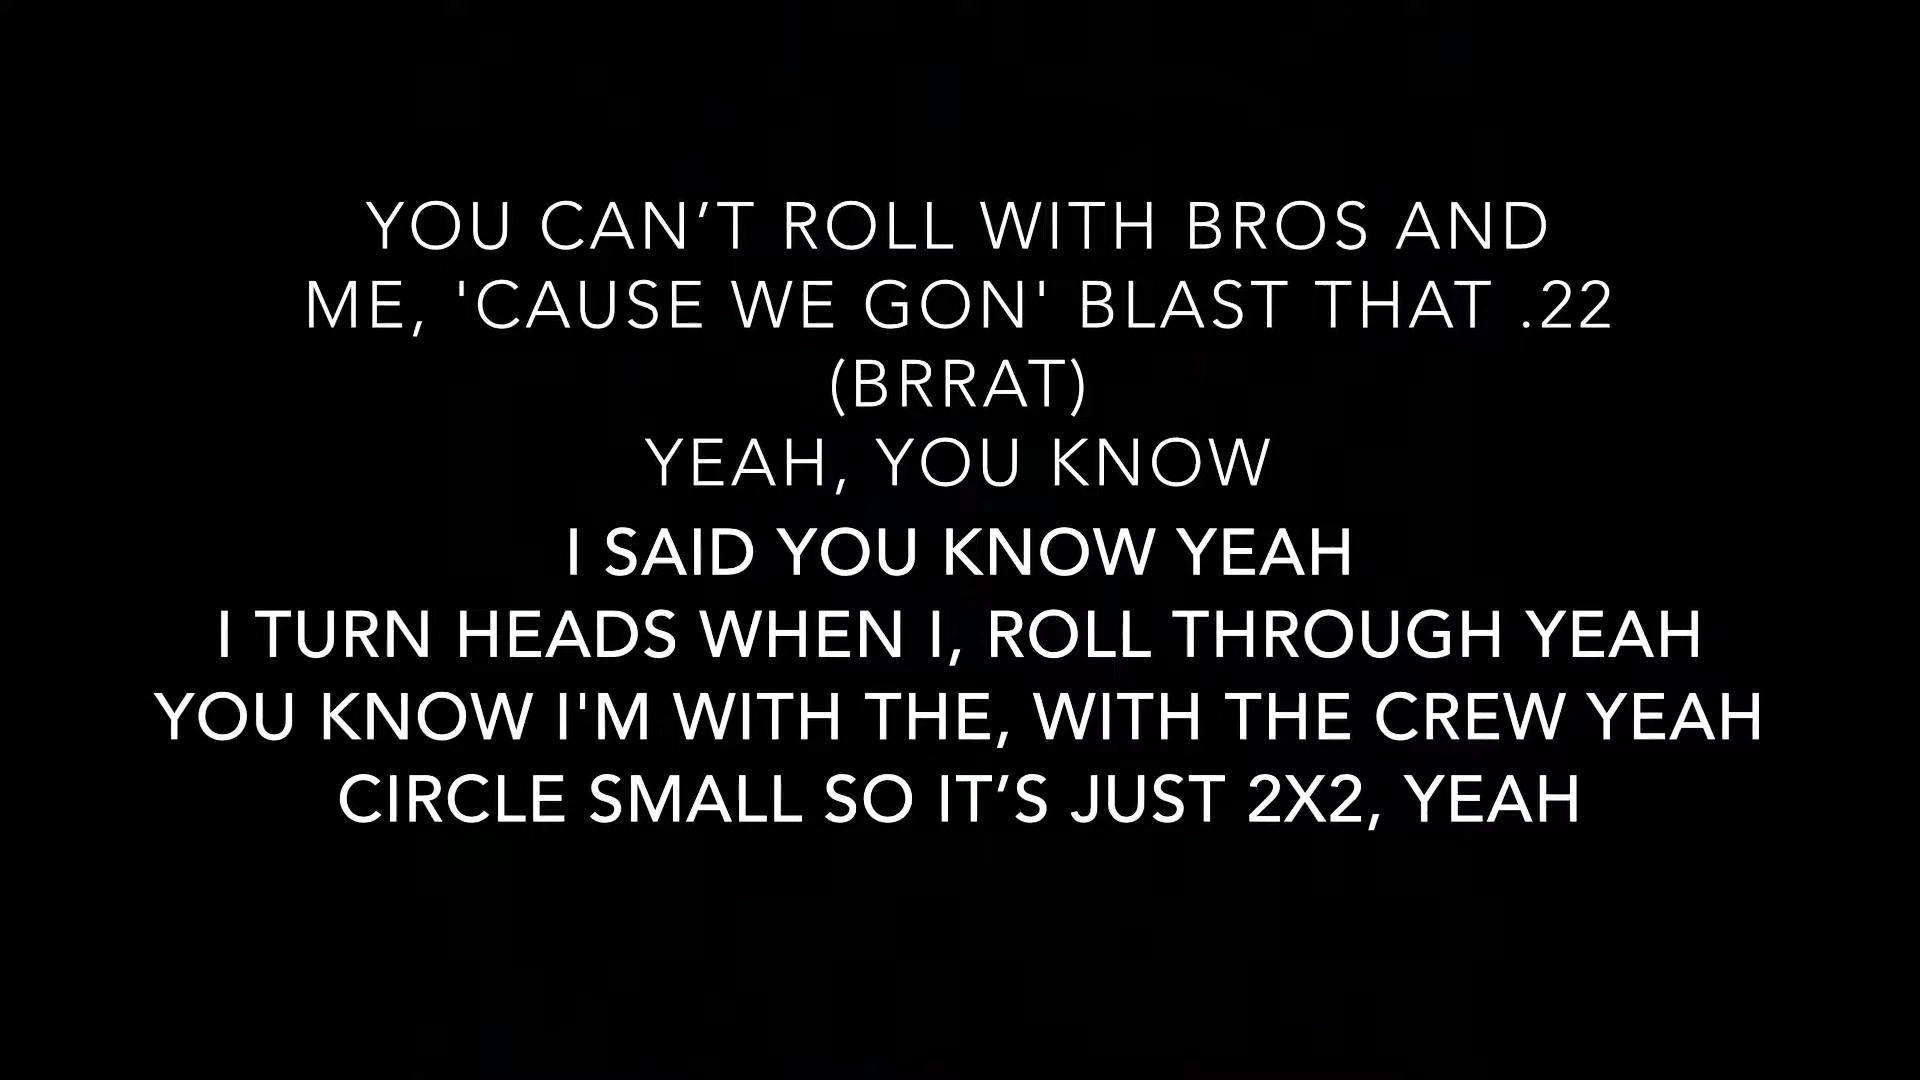 YOU CAN’T ROLL WITH BROS AND
ME, 'CAUSE WE GON' BLAST THAT .22
(BRRAT)
YEAH, YOU KNOW
I SAID YOU KNOW YEAH
I TURN HEADS WHEN I, ROLL THROUGH YEAH
YOU KNOW I'M WITH THE, WITH THE CREW YEAH
CIRCLE SMALL SO IT’S JUST 2X2, YEAH